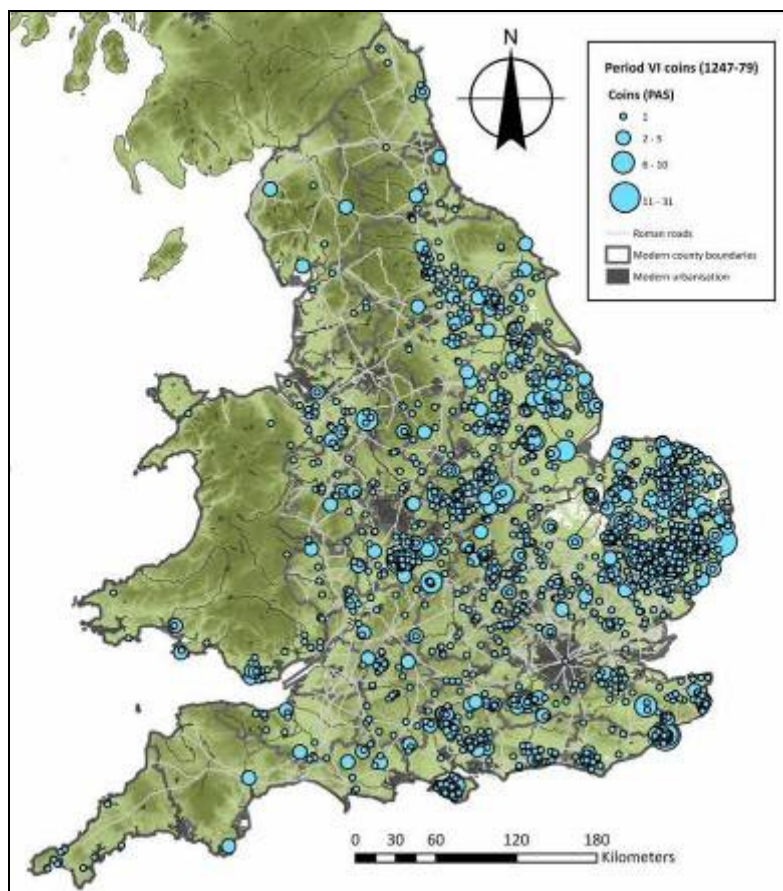 N
Period VI coins (1247-79)
Coins (PAS)
1
2 - 5
6 - 10
11 - 31
Roman roads
Modern county boundaries
Modern urbanisation
0 30 60 120 180
Kilometers